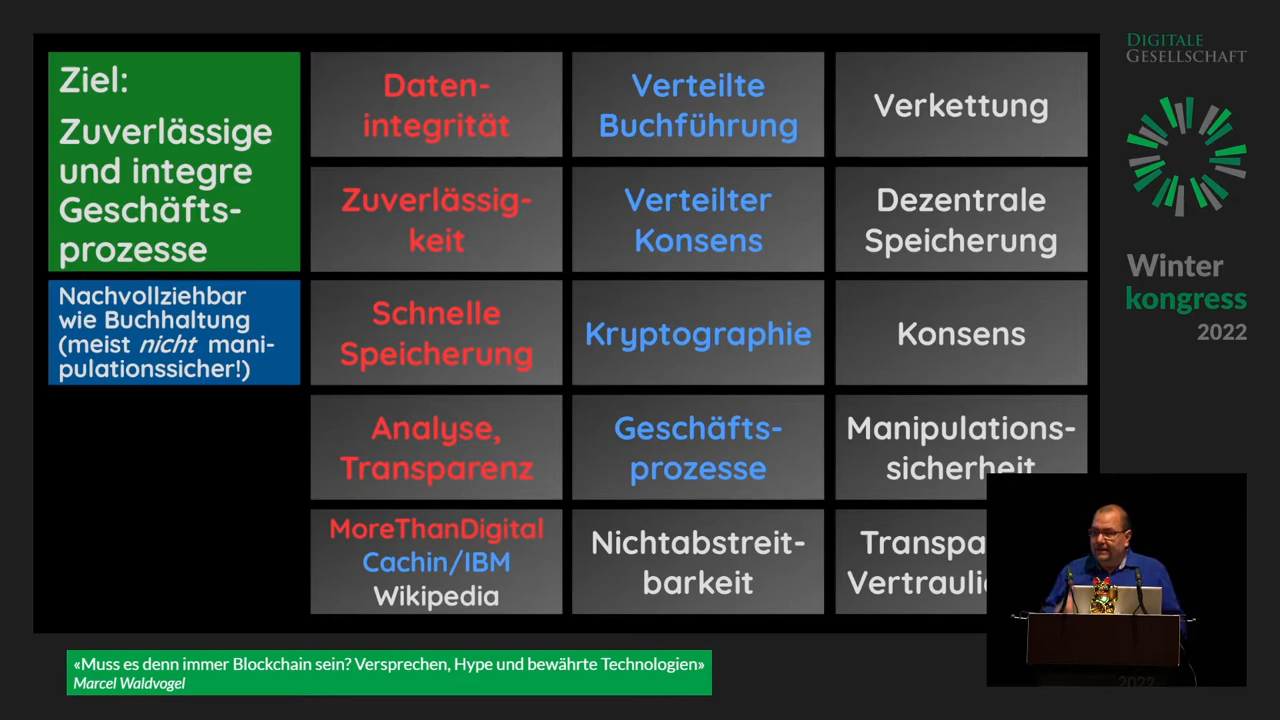 Ziel:
Zuverlässige
und integre
Geschäfts-
prozesse
Nachvollziehbar
wie Buchhaltung
(meist nicht mani-
pulationssicher!)
Daten-
integrität
Verteilte
Buchführung
Verkettung
Zuverlässig-
keit
Verteilter
Konsens
Dezentrale
Speicherung
Schnelle
Speicherung
Kryptographie
Konsens
Analyse,
Transparenz
Geschäfts-
prozesse
Manipulations-
sicherheit
MoreThanDigital
Cachin/IBM
Wikipedia
Nichtabstreit-
barkeit
Transpa
Vertrauli
DIGITALE
GESELLSCHAFT
Winter
kongress
2022
«Muss es denn immer Blockchain sein? Versprechen, Hype und bewährte Technologien»
Marcel Waldvogel
2022